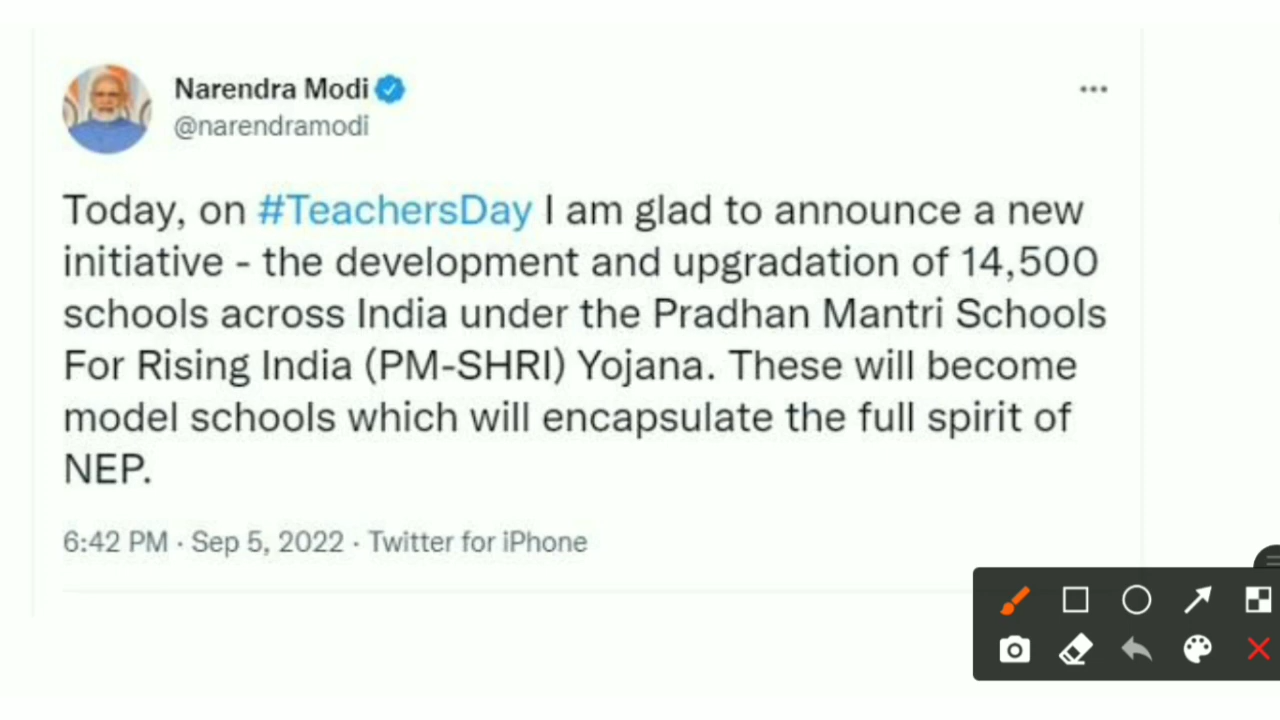 Narendra Modi
@narendramodi
Today, on #TeachersDay I am glad to announce a new
initiative - the development and upgradation of 14,500
schools across India under the Pradhan Mantri Schools
For Rising India (PM-SHRI) Yojana. These will become
model schools which will encapsulate the full spirit of
NEP.
6:42 PM · Sep 5, 2022 · Twitter for iPhone